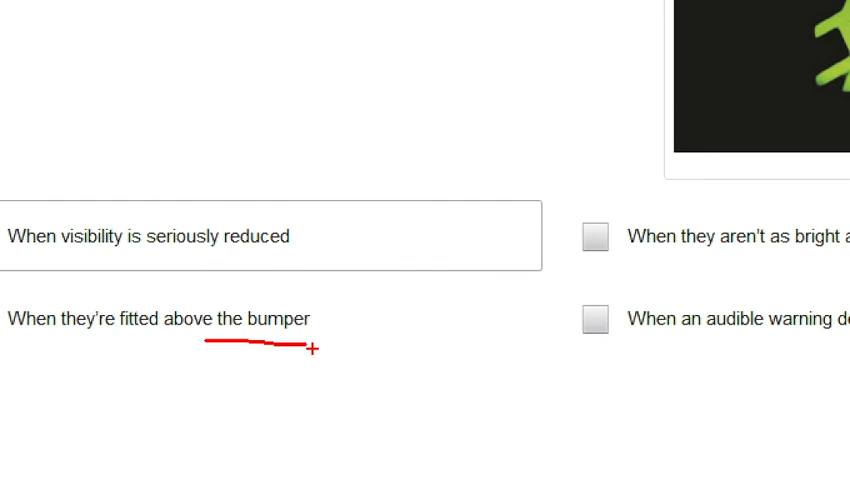 When visibility is seriously reduced
When they aren't as bright
When they're fitted above the bumper
When an audible warning